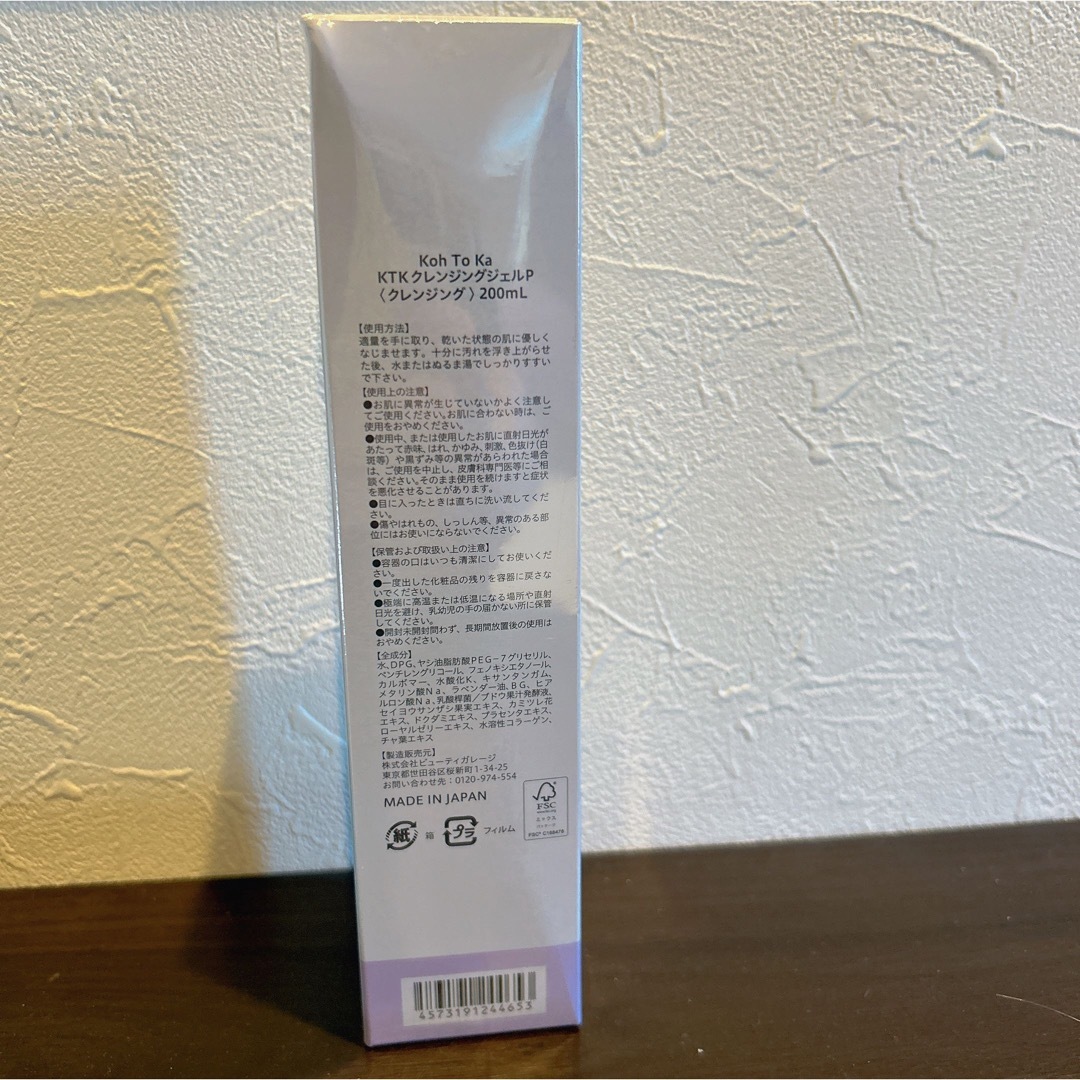 Koh To Ka
KTKクレンジングジェルP
〈クレンジング〉200mL
【使用方法】
適量を手に取り、乾いた状態の肌に優しく
なじませます。十分に汚れを浮き上がらせ
た後、水またはぬるま湯でしっかりすすい
で下さい。
【使用上の注意】
●お肌に異常が生じていないかよく注意し
てご使用ください。お肌に合わない時は、ご
使用をおやめください。
●使用中、または使用したお肌に直射日光が
あたって赤味、はれ、かゆみ、刺激、色抜け(白
斑等)や黒ずみ等の異常があらわれた場合
は、ご使用を中止し、皮膚科専門医等にご相
談ください。そのまま使用を続けますと症状
を悪化させることがあります。
●目に入ったときは直ちに洗い流してくだ
さい。
●傷やはれもの、しっしん等、異常のある部
位にはお使いにならないでください。
【保管および取扱い上の注意】
●容器の口はいつも清潔にしてお使いくだ
さい。
●一度出した化粧品の残りを容器に戻さな
いでください。
●極端に高温または低温になる場所や直射
日光を避け、乳幼児の手の届かない所に保管
してください。
●開封未開封問わず、長期間放置後の使用は
おやめください。
【全成分】
水、DPG、ヤシ油脂肪酸PEG-7グリセリル、
ペンチレングリコール、フェノキシエタノール、
カルボマー、水酸化K、キサンタンガム、
メタリン酸Na、ラベンダー油、BG、ヒア
ルロン酸Na、乳酸桿菌/ブドウ果汁発酵液、
セイヨウサンザシ果実エキス、カミツレ花
エキス、ドクダミエキス、プラセンタエキス、
ローヤルゼリーエキス、水溶性コラーゲン、
チャ葉エキス
【製造販売元】
株式会社ビューティガレージ
東京都世田谷区桜新町1-34-25
お問い合わせ先:0120-974-554
MADE IN JAPAN
紙 箱 プラ フィルム
FSC
ミックス
4573191244653